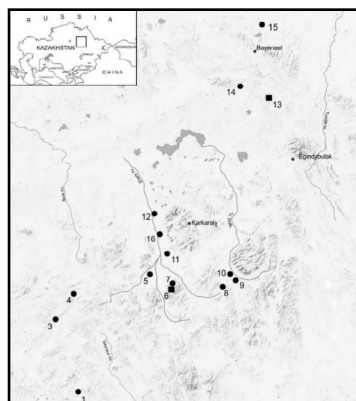 R U S S I A
KAZAKHSTAN
MONGOLIA
CHINA
15
Bayanaul
14
13
Egindybulak
12
Karkaraly
16
11
10
5
7
9
4
6
8
3
1